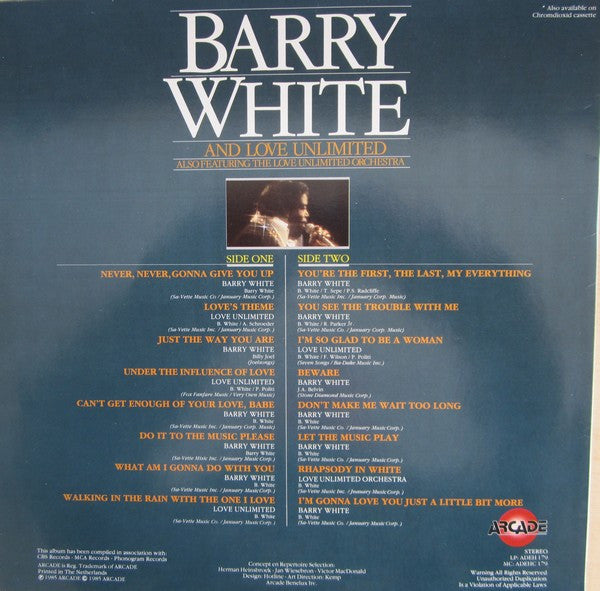 * Also available on
Chromdioxid cassette
BARRY
WHITE
AND LOVE UNLIMITED
ALSO FEATURING THE LOVE UNLIMITED ORCHESTRA
SIDE ONE
NEVER, NEVER,GONNA GIVE YOU UP
BARRY WHITE
Barry White
(Sa-Vette Music Co / January Music Corp.)
LOVE'S THEME
LOVE UNLIMITED
B. White / A. Schroeder
(Sa-Vette Music Inc. / January Music Corp.)
JUST THE WAY YOU ARE
BARRY WHITE
Billy Joel
(Joelsongs)
UNDER THE INFLUENCE OF LOVE
LOVE UNLIMITED
B. White / P. Politi
(Fox Fanfare Music / Very Own Music)
CAN'T GET ENOUGH OF YOUR LOVE, BABE
BARRY WHITE
B. White
(Sa-Vette Music Co. / January Corp. Music)
DO IT TO THE MUSIC PLEASE
BARRY WHITE
Barry White
(Sa-Vette Music Inc. / January Music Corp.)
WHAT AM I GONNA DO WITH YOU
BARRY WHITE
B. White
(Sa-Vette Music Inc. / January Music Corp.)
WALKING IN THE RAIN WITH THE ONE I LOVE
LOVE UNLIMITED
B. White
(Sa-Vette Music Co. / January Music Corp.)
SIDE TWO
YOU'RE THE FIRST, THE LAST, MY EVERYTHING
BARRY WHITE
B. White / T. Sepe / P.S. Radcliffe
(Sa-Vette Music Inc. / January Corp. Music)
YOU SEE THE TROUBLE WITH ME
BARRY WHITE
B. White / R. Parker Jr.
(Sa-Vette Music Inc. / January Music Corp.)
I'M SO GLAD TO BE A WOMAN
LOVE UNLIMITED
B. White / F. Wilson / P. Politi
(Seven Songs / Ba-Dake Music Inc.)
BEWARE
BARRY WHITE
J.A. Belvin
(Stone Diamond Music Corp.)
DON'T MAKE ME WAIT TOO LONG
BARRY WHITE
B. White
(Sa-Vette Music Co. / January Music Corp.)
LET THE MUSIC PLAY
BARRY WHITE
B. White
(Sa-Vette Music Co. / January Music Corp.)
RHAPSODY IN WHITE
LOVE UNLIMITED ORCHESTRA
B. White
(Sa-Vette Music Inc. / January Music Corp.)
I'M GONNA LOVE YOU JUST A LITTLE BIT MORE
BARRY WHITE
B. White
(Sa-Vette Music Co. / January Music Corp.)
ARCADE
STEREO
LP: ADEH 179
MC: ADEHC 179
Warning All Rights Reserved
Unauthorized Duplication
Is a Violation of Applicable Laws
This album has been compiled in association with:
CBS Records · MCA Records · Phonogram Records
ARCADE is Reg. Trademark of ARCADE
Printed in The Netherlands
℗ 1985 ARCADE © 1985 ARCADE
Concept en Repertoire Selection:
Herman Heinsbroek · Jan Wiesebron · Victor MacDonald
Design: Hotline · Art Direction: Kemp
Arcade Benelux bv.